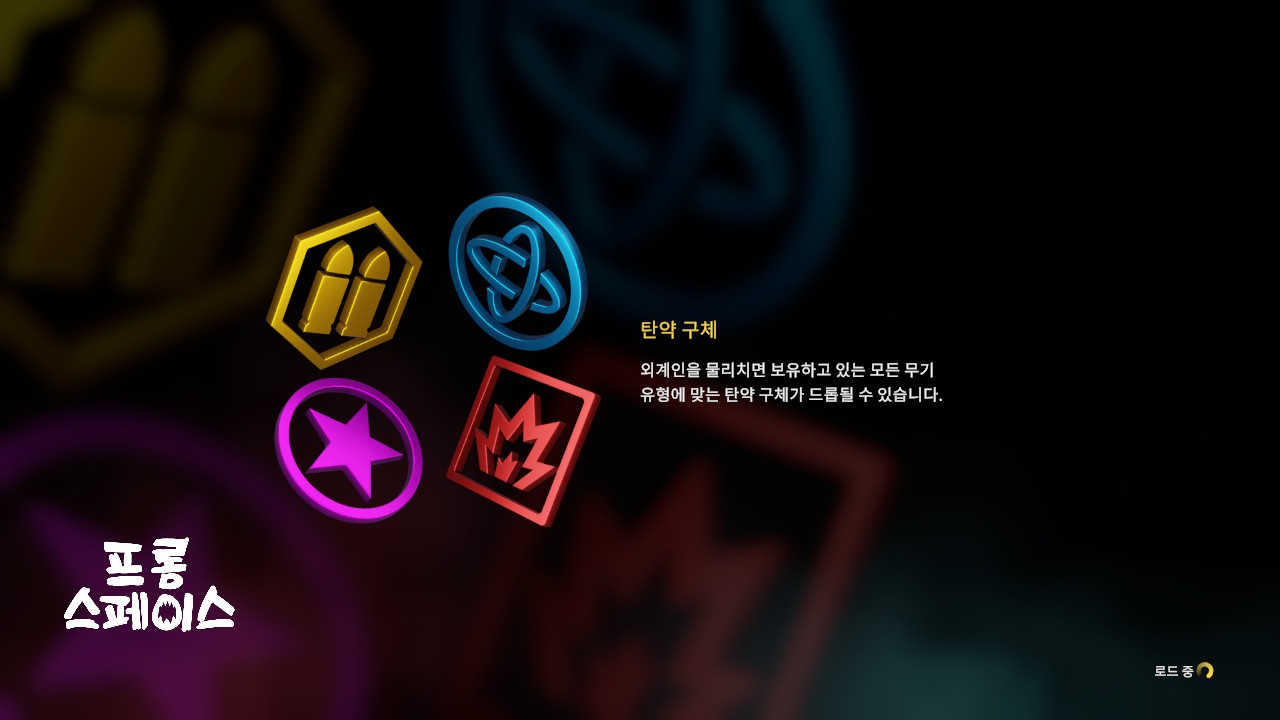 탄약 구체
외계인을 물리치면 보유하고 있는 모든 무기
유형에 맞는 탄약 구체가 드롭될 수 있습니다.
프롬
스페이스
로드 중